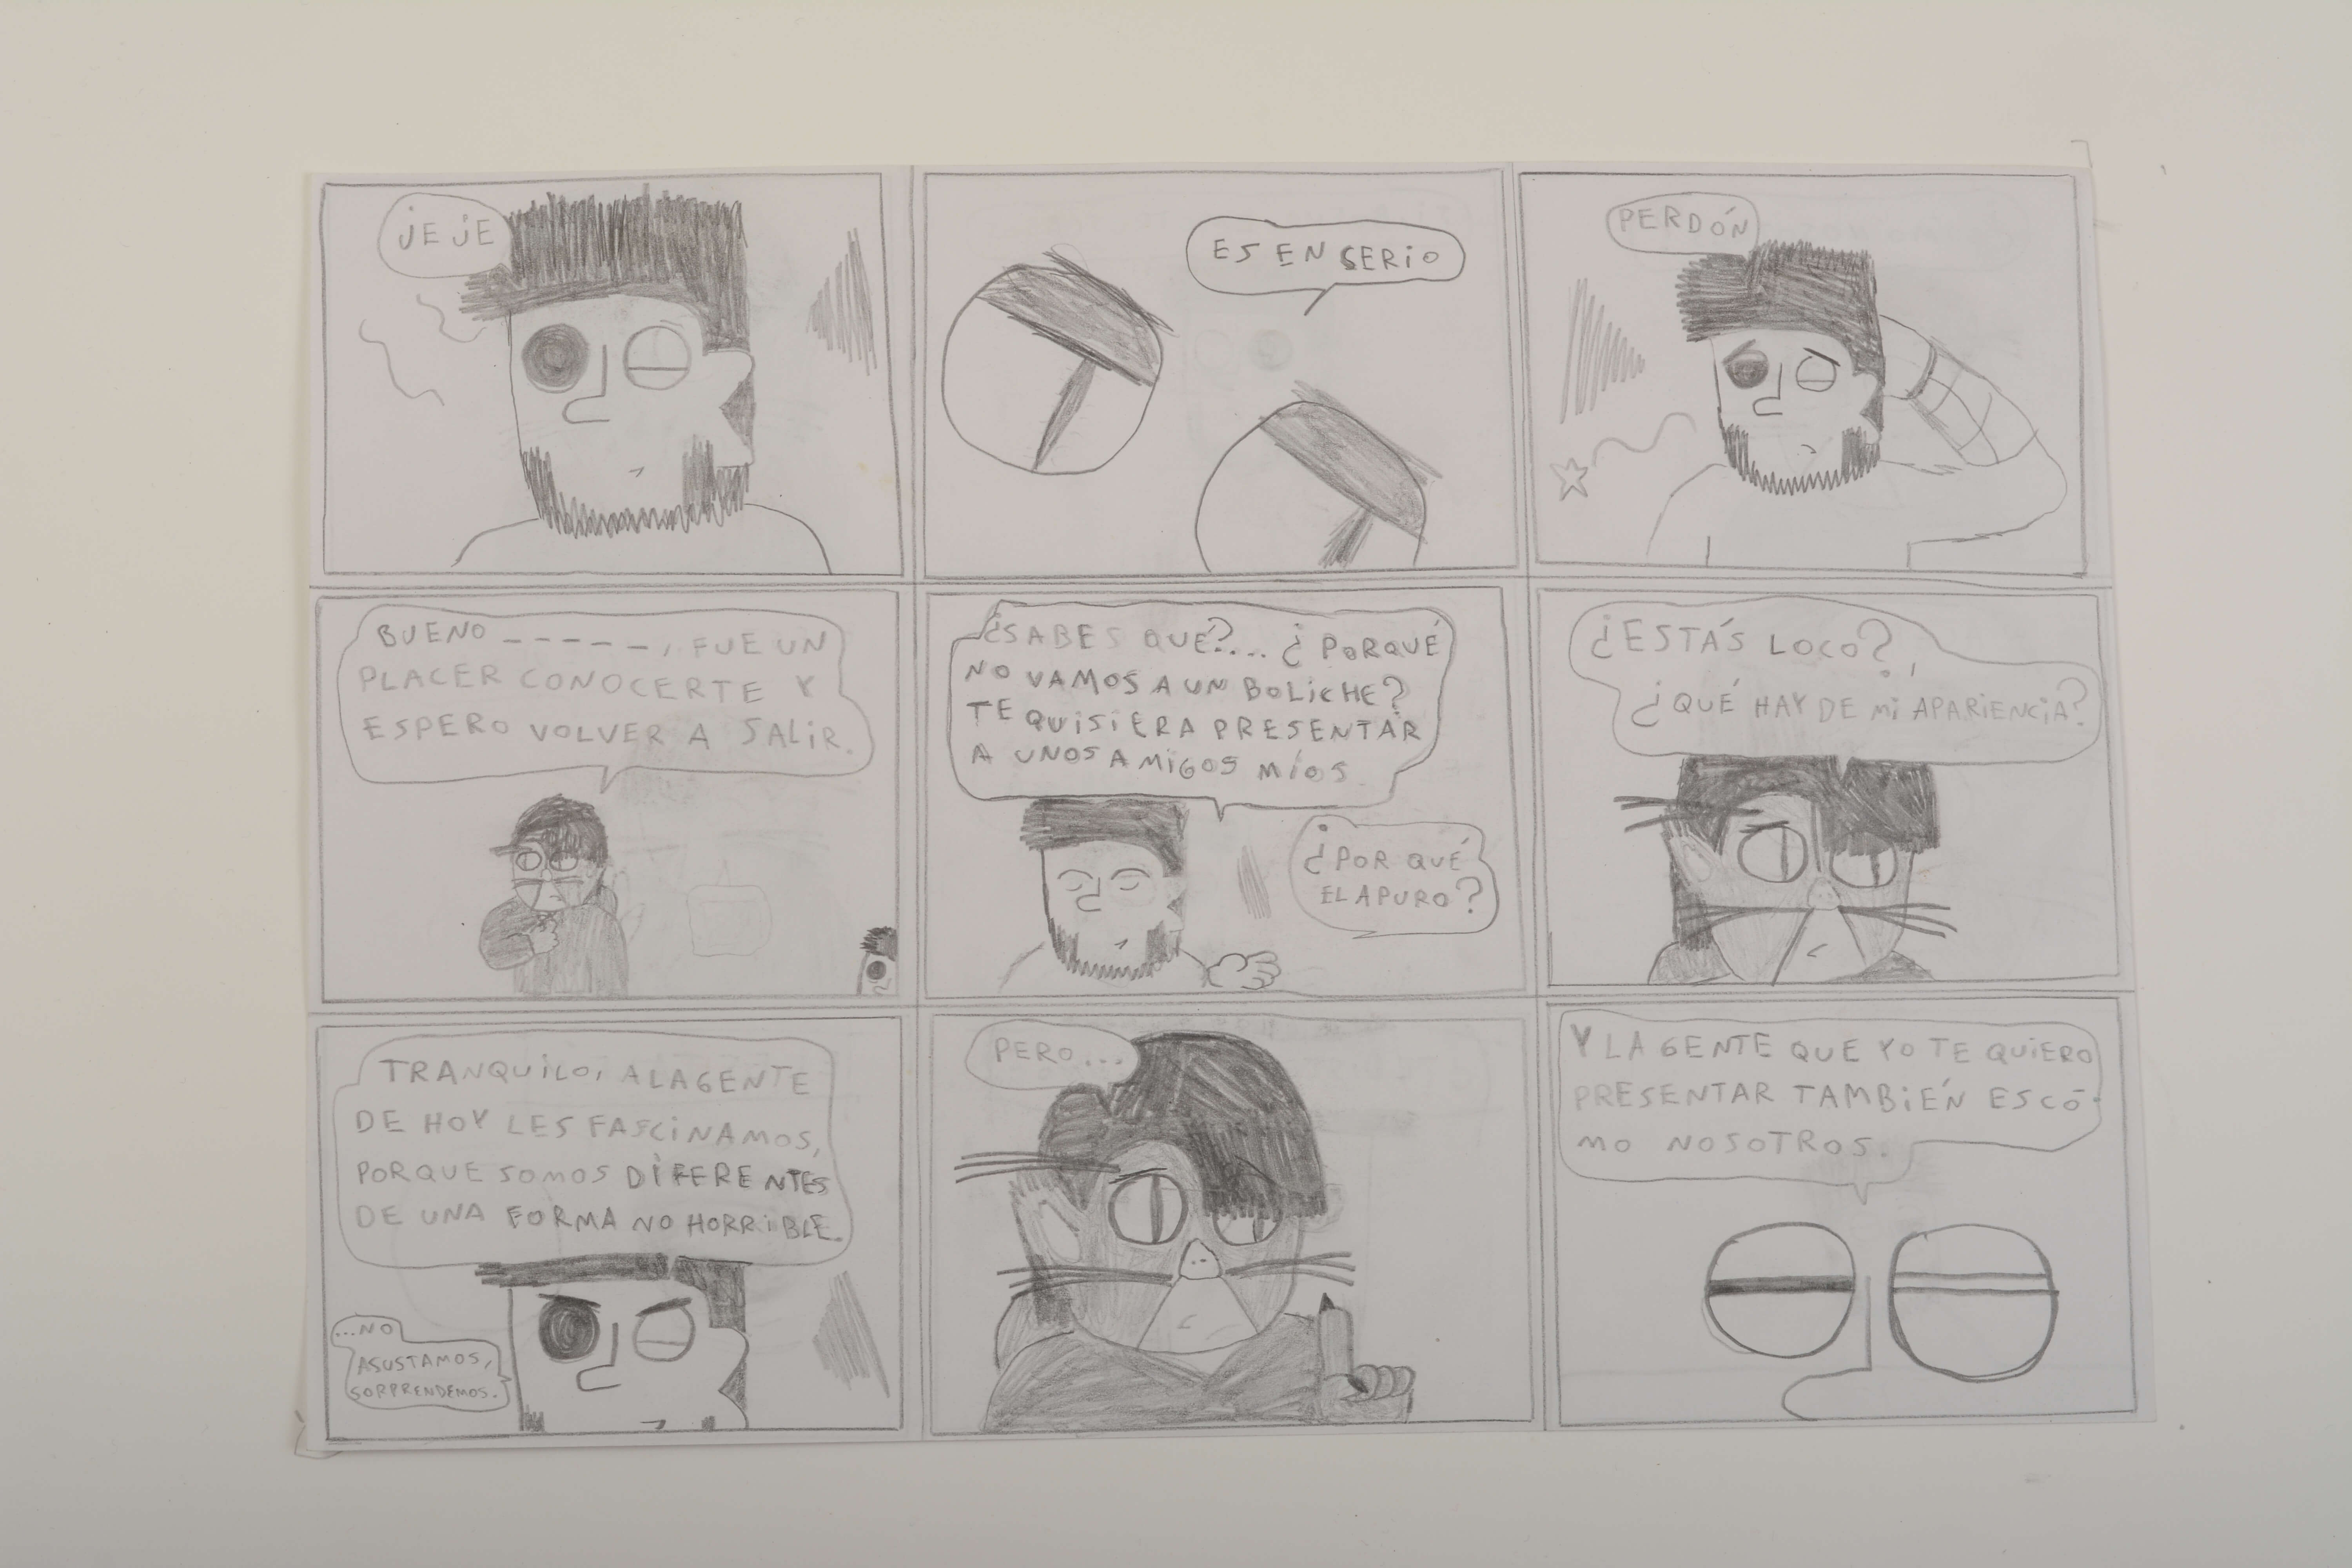 JEJE
ES EN SERIO
PERDÓN
BUENO _ _ _ _ _, FUE UN
PLACER CONOCERTE Y
ESPERO VOLVER A SALIR.
¿SABES QUÉ?... ¿PORQUÉ
NO VAMOS A UN BOLICHE?
TE QUISIERA PRESENTAR
A UNOS AMIGOS MÍOS
¿POR QUÉ
EL APURO?
¿ESTÁS LOCO?,
¿QUÉ HAY DE MI APARIENCIA?
TRANQUILO, A LA GENTE
DE HOY LES FASCINAMOS,
PORQUE SOMOS DIFERENTES
DE UNA FORMA NO HORRIBLE.
...NO
ASUSTAMOS,
SORPRENDEMOS.
PERO...
Y LA GENTE QUE YO TE QUIERO
PRESENTAR TAMBIÉN ES CÓ-
MO NOSOTROS.